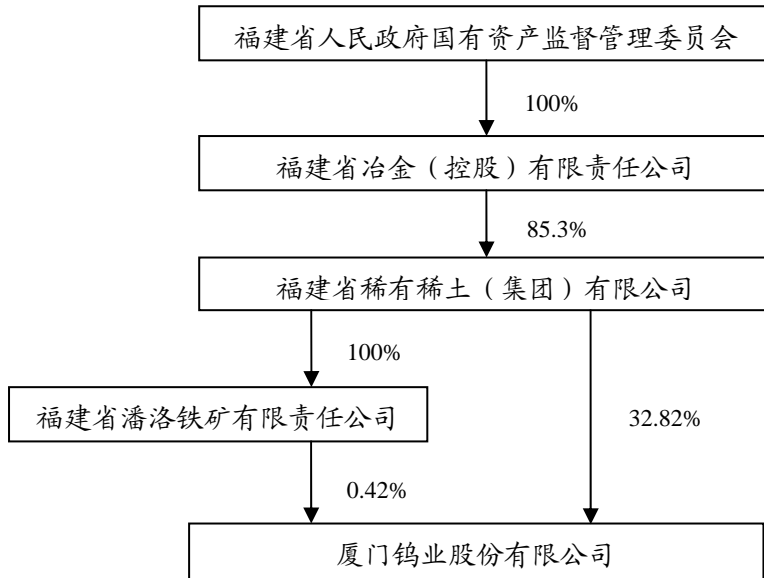 福建省人民政府国有资产监督管理委员会
100%
福建省冶金（控股）有限责任公司
85.3%
福建省稀有稀土（集团）有限公司
100%
福建省潘洛铁矿有限责任公司
32.82%
0.42%
厦门钨业股份有限公司